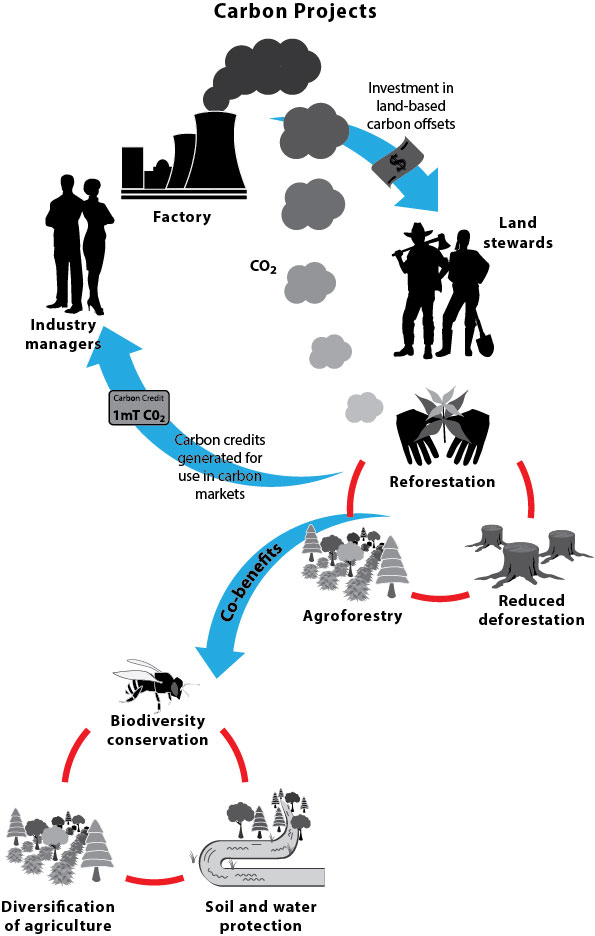 Carbon Projects
Investment in
land-based
carbon offsets
$
Factory
Land
stewards
CO₂
Industry
managers
Carbon Credit
1mT C0₂
Carbon credits
generated for
use in carbon
markets
Reforestation
Co-benefits
Agroforestry
Reduced
deforestation
Biodiversity
conservation
Diversification
of agriculture
Soil and water
protection